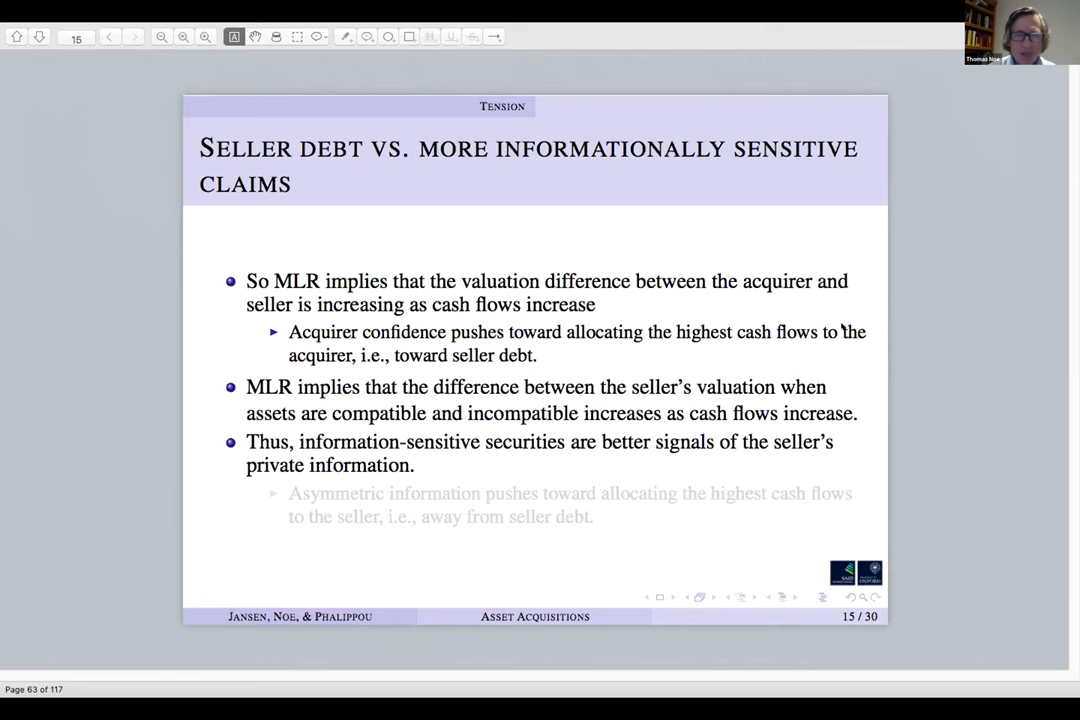 15
Thomas Noe
TENSION
SELLER DEBT VS. MORE INFORMATIONALLY SENSITIVE
CLAIMS
So MLR implies that the valuation difference between the acquirer and
seller is increasing as cash flows increase
Acquirer confidence pushes toward allocating the highest cash flows to the
acquirer, i.e., toward seller debt.
MLR implies that the difference between the seller's valuation when
assets are compatible and incompatible increases as cash flows increase.
Thus, information-sensitive securities are better signals of the seller's
private information.
Asymmetric information pushes toward allocating the highest cash flows
to the seller, i.e., away from seller debt.
JANSEN, NOE, & PHALIPPOU
ASSET ACQUISITIONS
15 / 30
Page 63 of 117